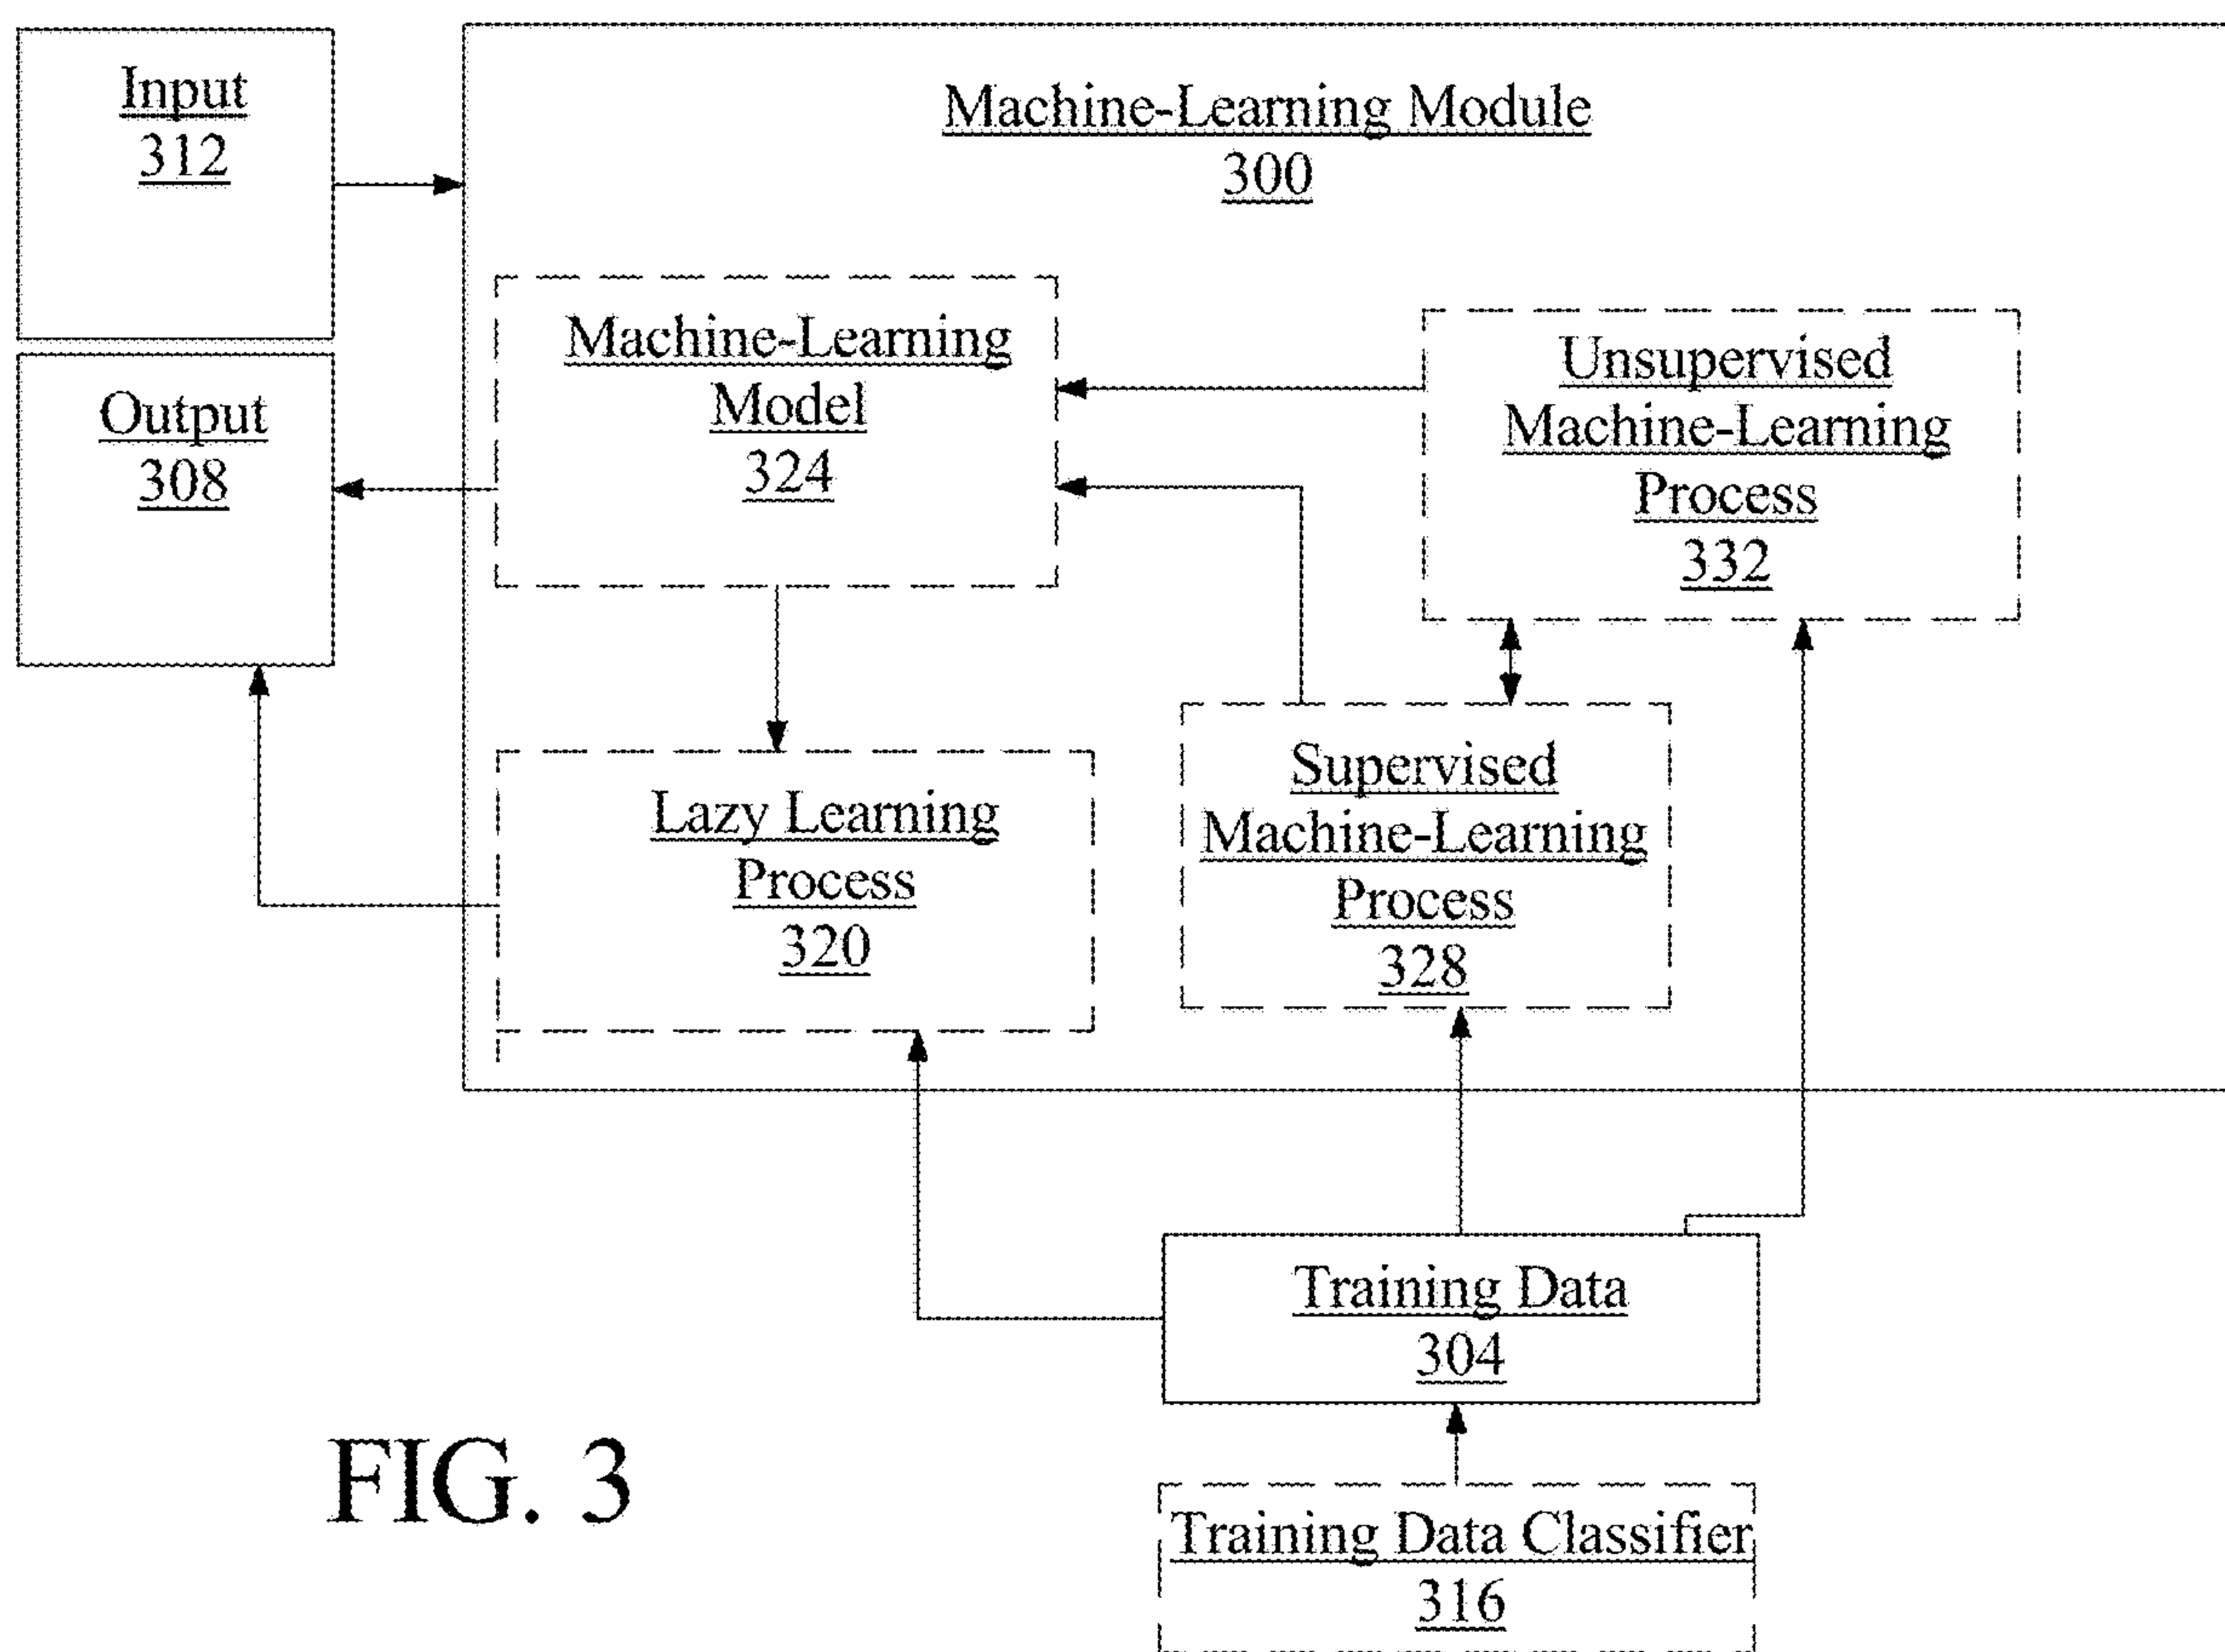 Input
312
Machine-Learning Module
300
Output
308
Machine-Learning
Model
324
Unsupervised
Machine-Learning
Process
332
Lazy Learning
Process
320
Supervised
Machine-Learning
Process
328
Training Data
304
Training Data Classifier
316
FIG. 3